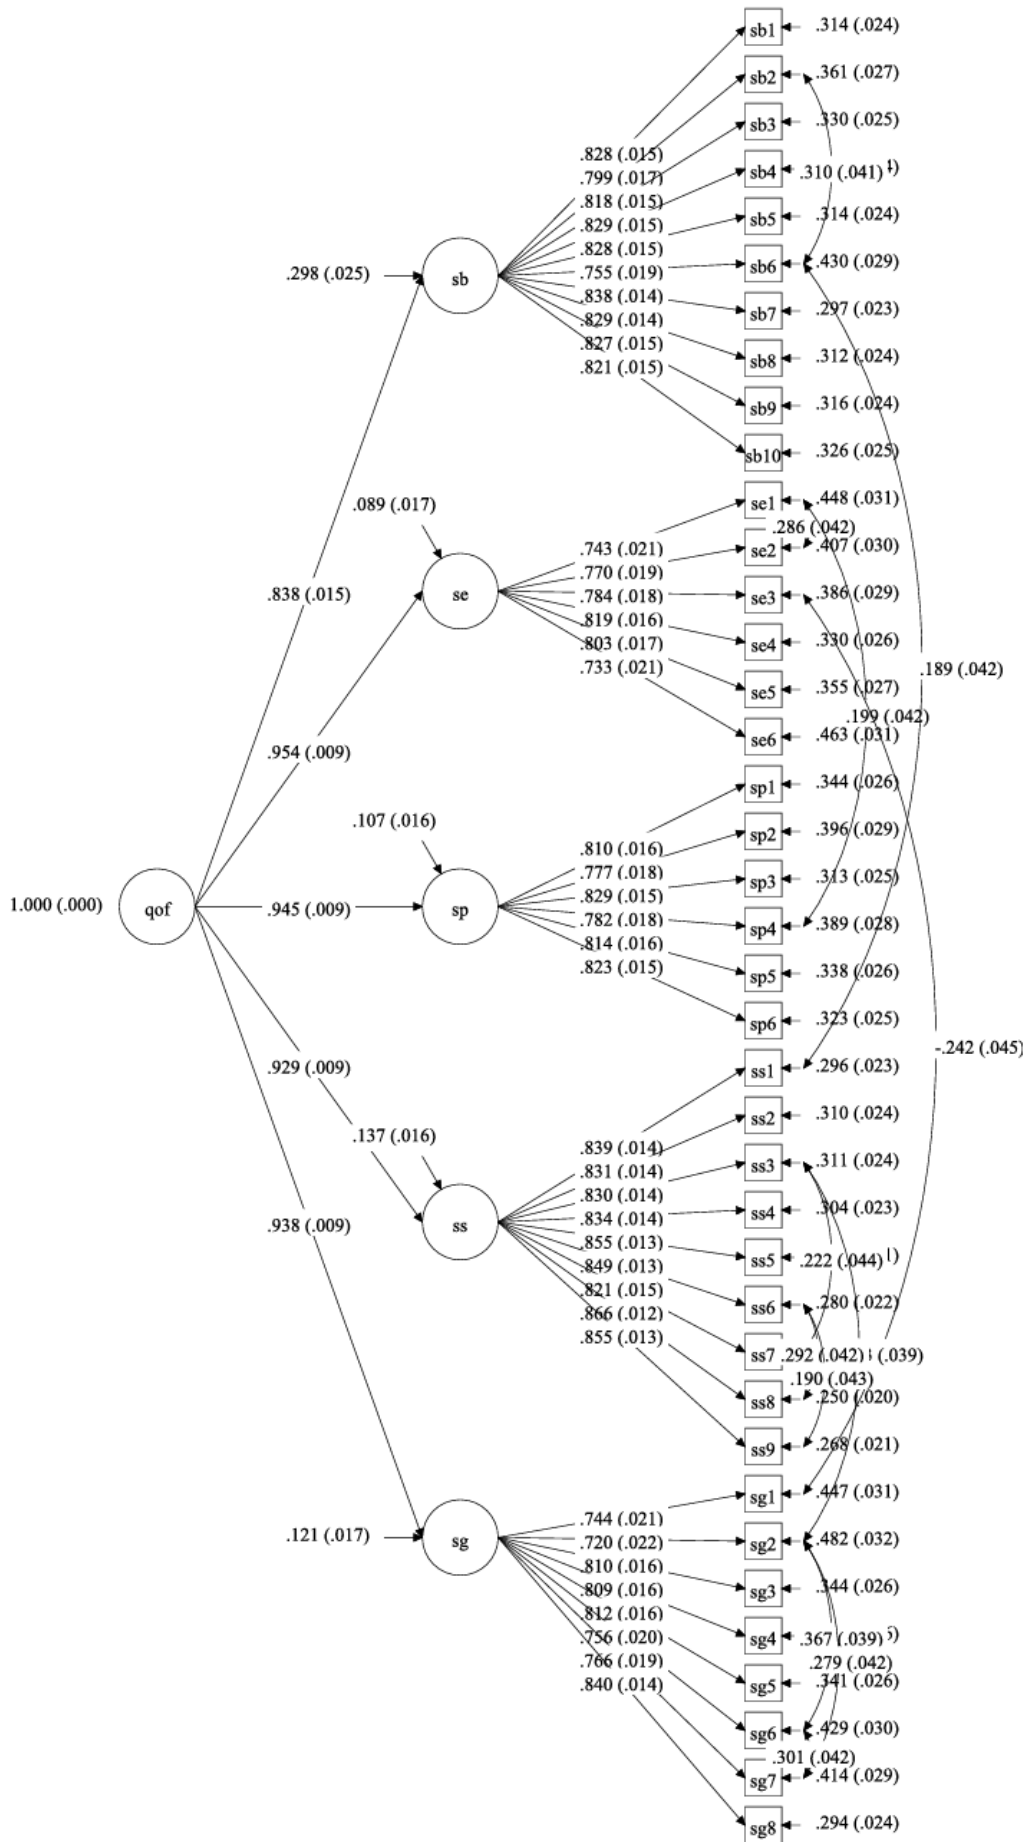 sb1 .314 (.024)
sb2 .361 (.027)
sb3 .330 (.025)
sb4 .310 (.041)
sb5 .314 (.024)
sb6 .430 (.029)
sb7 .297 (.023)
sb8 .312 (.024)
sb9 .316 (.024)
sb10 .326 (.025)
.828 (.015)
.799 (.017)
.818 (.015)
.829 (.015)
.828 (.015)
.755 (.019)
.838 (.014)
.829 (.014)
.827 (.015)
.821 (.015)
.298 (.025) sb
se1 .448 (.031)
.286 (.042)
se2 .407 (.030)
se3 .386 (.029)
se4 .330 (.026)
se5 .355 (.027)
se6 .463 (.031)
.089 (.017)
.743 (.021)
.770 (.019)
.784 (.018)
.819 (.016)
.803 (.017)
.733 (.021)
se
.838 (.015)
.189 (.042)
.199 (.042)
.954 (.009)
sp1 .344 (.026)
sp2 .396 (.029)
sp3 .313 (.025)
sp4 .389 (.028)
sp5 .338 (.026)
sp6 .323 (.025)
.107 (.016)
.810 (.016)
.777 (.018)
.829 (.015)
.782 (.018)
.814 (.016)
.823 (.015)
1.000 (.000) qof .945 (.009) sp
-.242 (.045)
ss1 .296 (.023)
ss2 .310 (.024)
ss3 .311 (.024)
ss4 .304 (.023)
ss5 .222 (.044)
ss6 .280 (.022)
ss7 .292 (.042) (.039)
.190 (.043)
ss8 .250 (.020)
ss9 .268 (.021)
.929 (.009)
.137 (.016)
.839 (.014)
.831 (.014)
.830 (.014)
.834 (.014)
.855 (.013)
.849 (.013)
.821 (.015)
.866 (.012)
.855 (.013)
ss
.938 (.009)
sg1 .447 (.031)
sg2 .482 (.032)
sg3 .344 (.026)
sg4 .367 (.039)
.279 (.042)
sg5 .341 (.026)
sg6 .429 (.030)
.301 (.042)
sg7 .414 (.029)
sg8 .294 (.024)
.744 (.021)
.720 (.022)
.810 (.016)
.809 (.016)
.812 (.016)
.756 (.020)
.766 (.019)
.840 (.014)
.121 (.017) sg